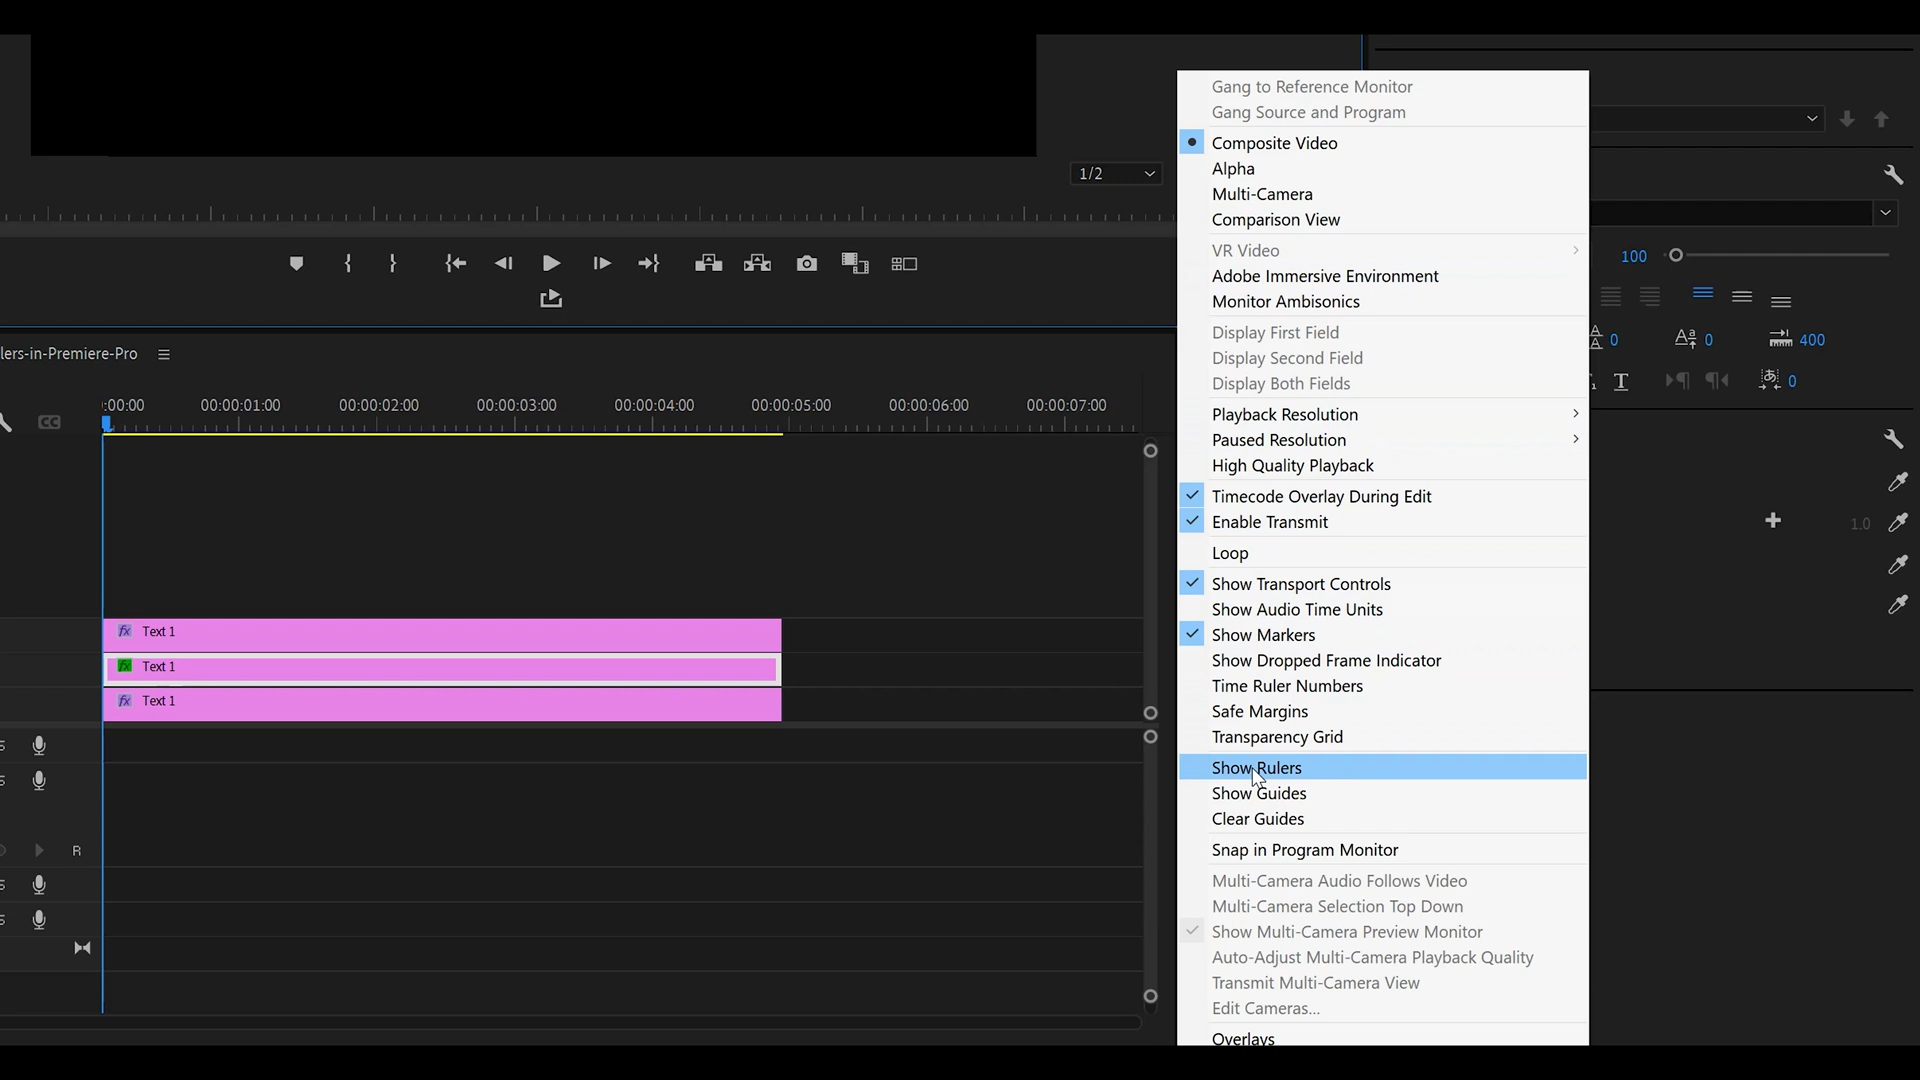 Gang to Reference Monitor
Gang Source and Program
Composite Video
Alpha
Multi-Camera
Comparison View
VR Video
Adobe Immersive Environment
Monitor Ambisonics
Display First Field
Display Second Field
Display Both Fields
Playback Resolution
Paused Resolution
High Quality Playback
Timecode Overlay During Edit
Enable Transmit
Loop
Show Transport Controls
Show Audio Time Units
Show Markers
Show Dropped Frame Indicator
Time Ruler Numbers
Safe Margins
Transparency Grid
Show Rulers
Show Guides
Clear Guides
Snap in Program Monitor
Multi-Camera Audio Follows Video
Multi-Camera Selection Top Down
Show Multi-Camera Preview Monitor
Auto-Adjust Multi-Camera Playback Quality
Transmit Multi-Camera View
Edit Cameras...
Overlays
1/2
lers-in-Premiere-Pro
:00:00 00:00:01:00 00:00:02:00 00:00:03:00 00:00:04:00 00:00:05:00 00:00:06:00 00:00:07:00
CC
fx Text 1
fx Text 1
fx Text 1
R
100
0 0 400
0
1.0